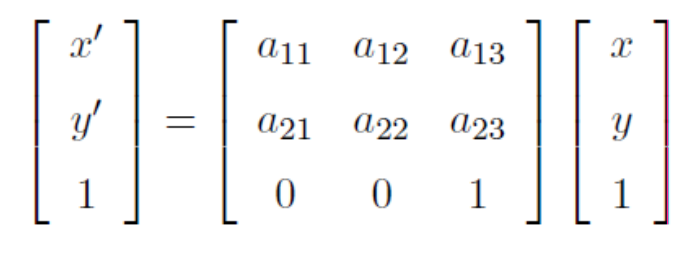 [ x′ ] = [ a₁₁ a₁₂ a₁₃ ] [ x ]
[ y′ ] [ a₂₁ a₂₂ a₂₃ ] [ y ]
[ 1 ] [ 0 0 1 ] [ 1 ]